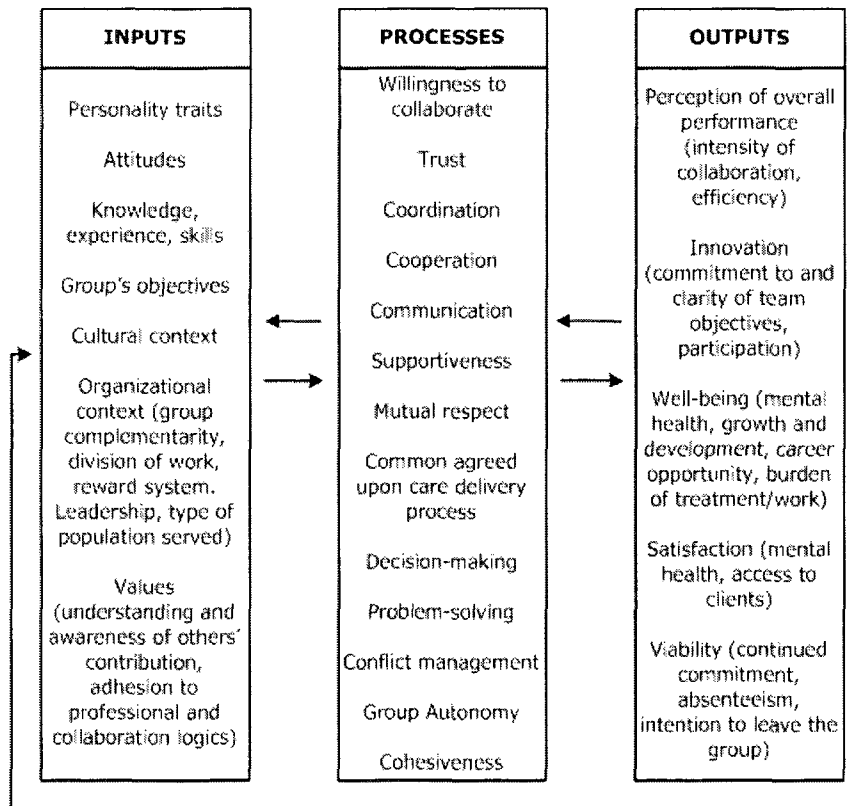 INPUTS
Personality traits
Attitudes
Knowledge,
experience, skills
Group's objectives
Cultural context
Organizational
context (group
complementarity,
division of work,
reward system.
Leadership, type of
population served)
Values
(understanding and
awareness of others'
contribution,
adhesion to
professional and
collaboration logics)
PROCESSES
Willingness to
collaborate
Trust
Coordination
Cooperation
Communication
Supportiveness
Mutual respect
Common agreed
upon care delivery
process
Decision-making
Problem-solving
Conflict management
Group Autonomy
Cohesiveness
OUTPUTS
Perception of overall
performance
(intensity of
collaboration,
efficiency)
Innovation
(commitment to and
clarity of team
objectives,
participation)
Well-being (mental
health, growth and
development, career
opportunity, burden
of treatment/work)
Satisfaction (mental
health, access to
clients)
Viability (continued
commitment,
absenteeism,
intention to leave the
group)